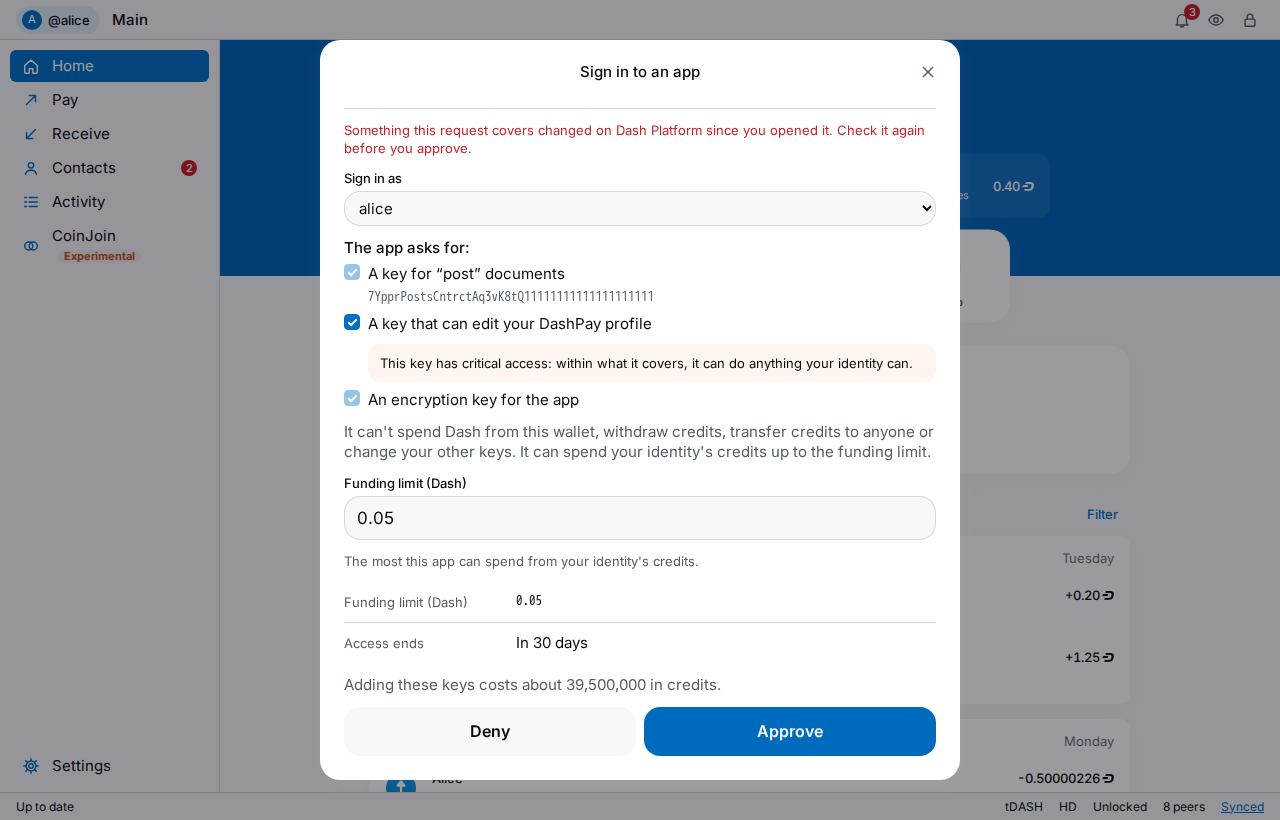 A @alice Main 3
Home
Pay
Receive
Contacts 2
Activity
CoinJoin
Experimental
Settings
Sign in to an app
Something this request covers changed on Dash Platform since you opened it. Check it again
before you approve.
Sign in as
alice
The app asks for:
A key for “post” documents
7YpprPostsCntrctAq3vK8tQ11111111111111111111
A key that can edit your DashPay profile
This key has critical access: within what it covers, it can do anything your identity can.
An encryption key for the app
It can't spend Dash from this wallet, withdraw credits, transfer credits to anyone or
change your other keys. It can spend your identity's credits up to the funding limit.
Funding limit (Dash)
0.05
The most this app can spend from your identity's credits.
Funding limit (Dash) 0.05
Access ends In 30 days
Adding these keys costs about 39,500,000 in credits.
Deny Approve
0.40
Filter
Tuesday
+0.20
+1.25
Monday
-0.50000226
Up to date tDASH HD Unlocked 8 peers Synced